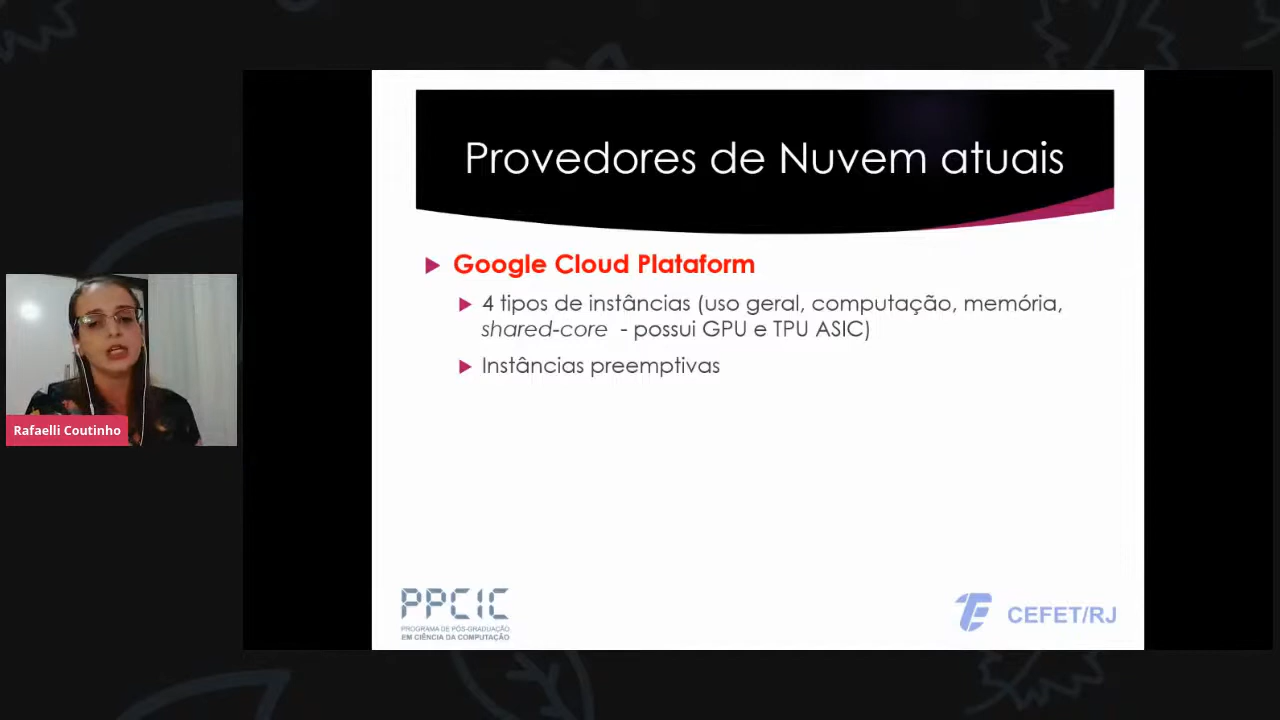 Provedores de Nuvem atuais
Google Cloud Plataform
4 tipos de instâncias (uso geral, computação, memória,
shared-core - possui GPU e TPU ASIC)
Instâncias preemptivas
Rafaelli Coutinho
PPCIC
PROGRAMA DE PÓS-GRADUAÇÃO
EM CIÊNCIA DA COMPUTAÇÃO
CEFET/RJ